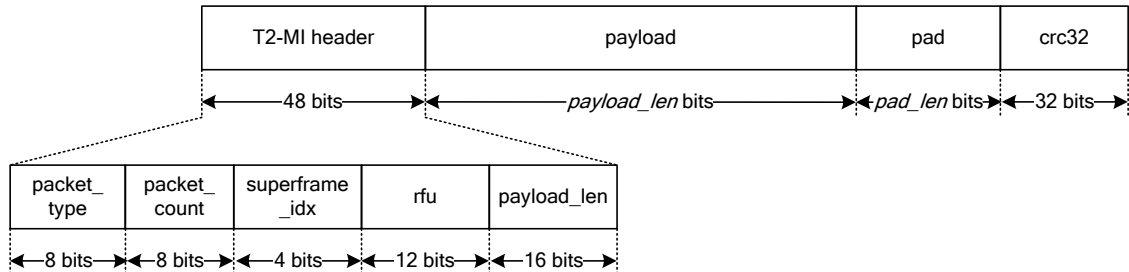 T2-MI header payload pad crc32
48 bits payload_len bits pad_len bits 32 bits
packet_ packet_ superframe rfu payload_len
type count _idx
8 bits 8 bits 4 bits 12 bits 16 bits